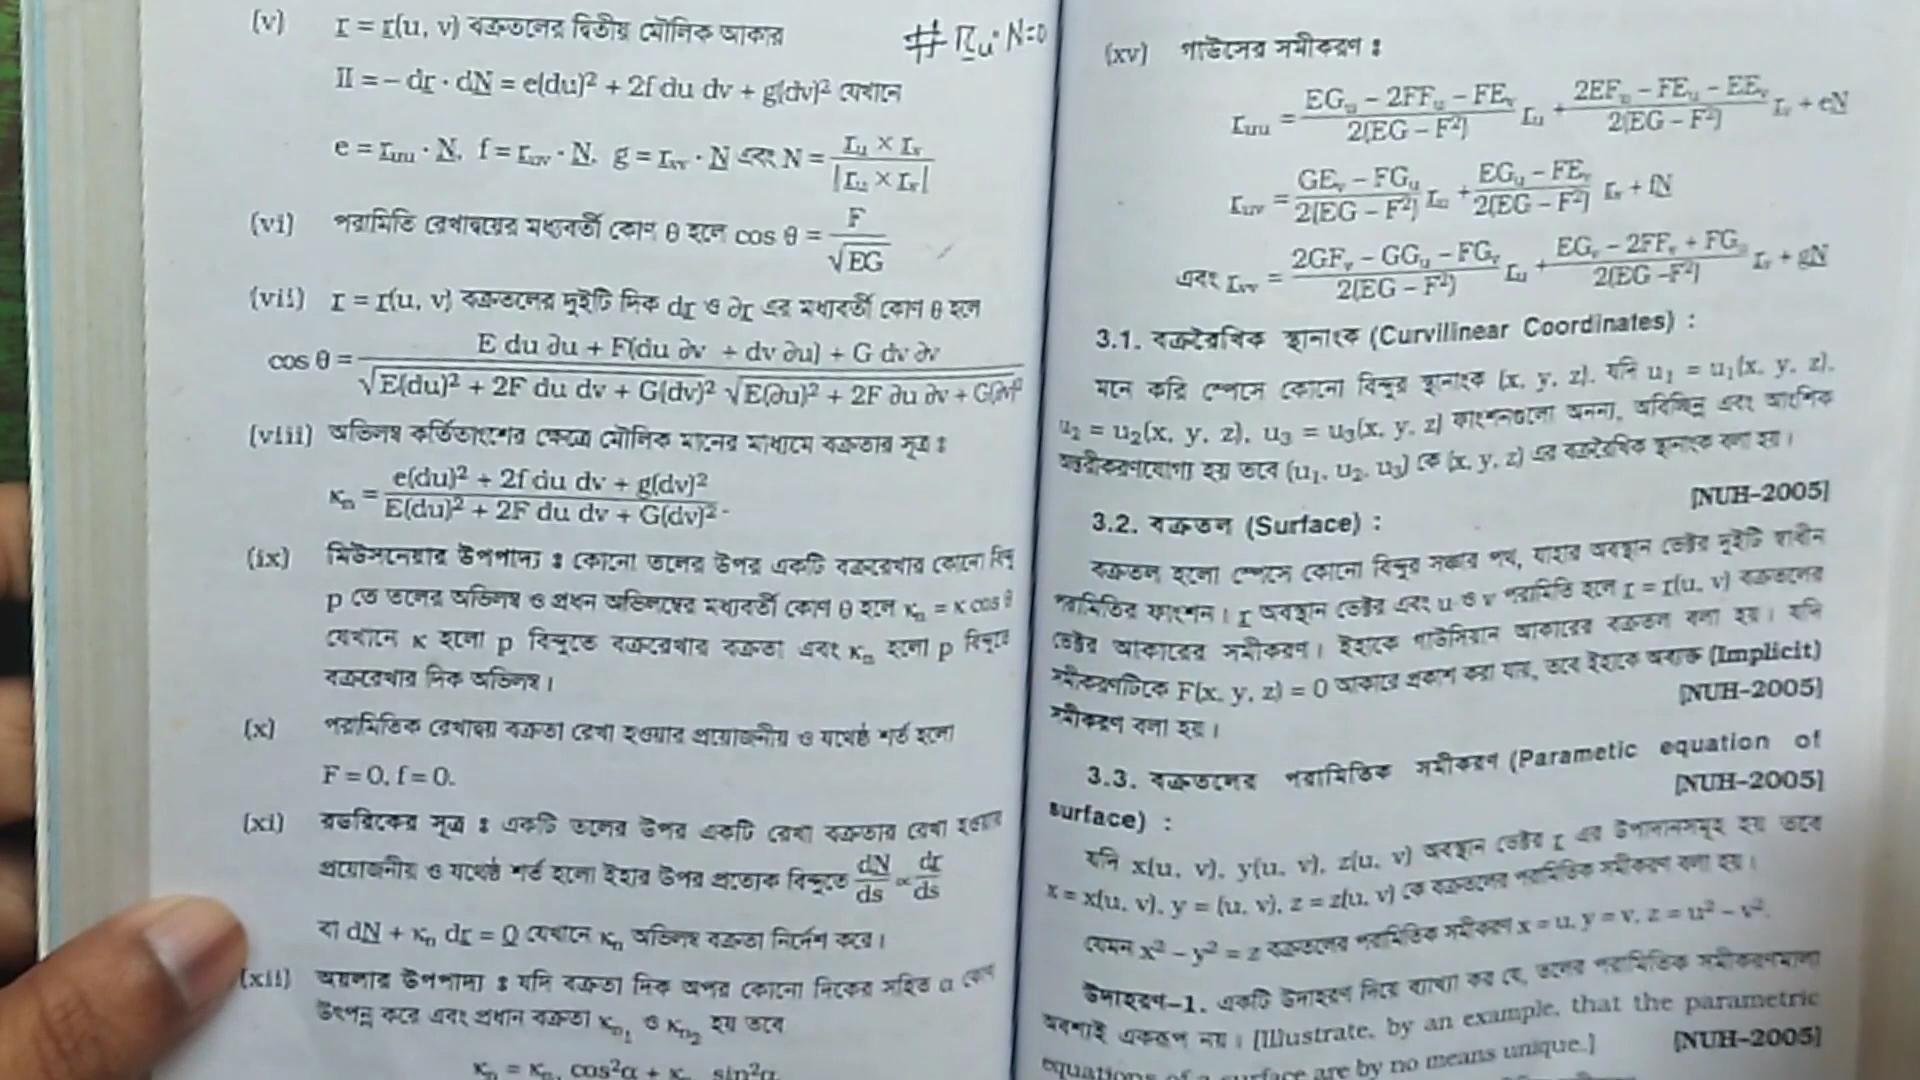 (v) r = r(u, v) বক্রতলের দ্বিতীয় মৌলিক আকার
# r_u · N=0
II = – dr · dN = e(du)² + 2f du dv + g(dv)² যেখানে
e = r_uu · N, f = r_uv · N, g = r_vv · N এবং N = (r_u × r_v)/|r_u × r_v|
(vi) পরামিতি রেখাদ্বয়ের মধ্যবর্তী কোণ θ হলে cos θ = F/√EG
(vii) r = r(u, v) বক্রতলের দুইটি দিক dr ও ∂r এর মধ্যবর্তী কোণ θ হলে
cos θ = (E du ∂u + F(du ∂v + dv ∂u) + G dv ∂v)/(√E(du)² + 2F du dv + G(dv)² √E(∂u)² + 2F ∂u ∂v + G(∂v)²)
(viii) অভিলম্ব কর্তিতাংশের ক্ষেত্রে মৌলিক মানের মাধ্যমে বক্রতার সূত্র ঃ
κ_n = (e(du)² + 2f du dv + g(dv)²)/(E(du)² + 2F du dv + G(dv)²) ·
(ix) মিউসনেয়ার উপপাদ্য ঃ কোনো তলের উপর একটি বক্ররেখার কোনো বিন্দু
p তে তলের অভিলম্ব ও প্রধান অভিলম্বের মধ্যবর্তী কোণ θ হলে κ_n = κ cos θ
যেখানে κ হলো p বিন্দুতে বক্ররেখার বক্রতা এবং κ_n হলো p বিন্দুতে
বক্ররেখার দিক অভিলম্ব।
(x) পরামিতিক রেখাদ্বয় বক্রতা রেখা হওয়ার প্রয়োজনীয় ও যথেষ্ঠ শর্ত হলো
F = 0, f = 0.
(xi) রডরিকের সূত্র ঃ একটি তলের উপর একটি রেখা বক্রতার রেখা হওয়ার
প্রয়োজনীয় ও যথেষ্ঠ শর্ত হলো ইহার উপর প্রত্যেক বিন্দুতে dN/ds ∝ dr/ds
বা dN + κ_n dr = 0 যেখানে κ_n অভিলম্ব বক্রতা নির্দেশ করে।
(xii) অয়লার উপপাদ্য ঃ যদি বক্রতা দিক অপর কোনো দিকের সহিত α কোণ
উৎপন্ন করে এবং প্রধান বক্রতা κ_n₁ ও κ_n₂ হয় তবে
κ_n = κ_n cos²α + κ sin²α
(xv) গাউসের সমীকরণ ঃ
r_uu = (EG_u – 2FF_u – FE_v)/(2(EG – F²)) r_u + (2EF_u – FE_u – EE_v)/(2(EG – F²)) r_v + eN
r_uv = (GE_v – FG_u)/(2(EG – F²)) r_u + (EG_u – FE_v)/(2(EG – F²)) r_v + fN
এবং r_vv = (2GF_v – GG_u – FG_v)/(2(EG – F²)) r_u + (EG_v – 2FF_v + FG_u)/(2(EG –F²)) r_v + gN
3.1. বক্ররৈখিক স্থানাংক (Curvilinear Coordinates) :
মনে করি স্পেসে কোনো বিন্দুর স্থানাংক (x, y, z). যদি u₁ = u₁(x, y, z),
u₂ = u₂(x, y, z), u₃ = u₃(x, y, z) ফাংশনগুলো অনন্য, অবিচ্ছিন্ন এবং আংশিক
অন্তরীকরণযোগ্য হয় তবে (u₁, u₂, u₃) কে (x, y, z) এর বক্ররৈখিক স্থানাংক বলা হয়।
[NUH–2005]
3.2. বক্রতল (Surface) :
বক্রতল হলো স্পেসে কোনো বিন্দুর সঞ্চার পথ, যাহার অবস্থান ভেক্টর দুইটি স্বাধীন
পরামিতির ফাংশন। r অবস্থান ভেক্টর এবং u ও v পরামিতি হলে r = r(u, v) বক্রতলের
ভেক্টর আকারের সমীকরণ। ইহাকে গাউসিয়ান আকারের বক্রতল বলা হয়। যদি
সমীকরণটিকে F(x, y, z) = 0 আকারে প্রকাশ করা যায়, তবে ইহাকে অব্যক্ত (Implicit)
সমীকরণ বলা হয়।
[NUH–2005]
3.3. বক্রতলের পরামিতিক সমীকরণ (Parametic equation of
surface) :
[NUH–2005]
যদি x(u, v), y(u, v), z(u, v) অবস্থান ভেক্টর r এর উপাদানসমূহ হয় তবে
x = x(u, v), y = (u, v), z = z(u, v) কে বক্রতলের পরামিতিক সমীকরণ বলা হয়।
যেমন x² – y² = z বক্রতলের পরামিতিক সমীকরণ x = u, y = v, z = u² – v².
উদাহরণ–1. একটি উদাহরণ দিয়ে ব্যাখ্যা কর যে, তলের পরামিতিক সমীকরণমালা
অবশ্যই একরূপ নয়। [Illustrate, by an example, that the parametric
equations of a surface are by no means unique.]
[NUH–2005]